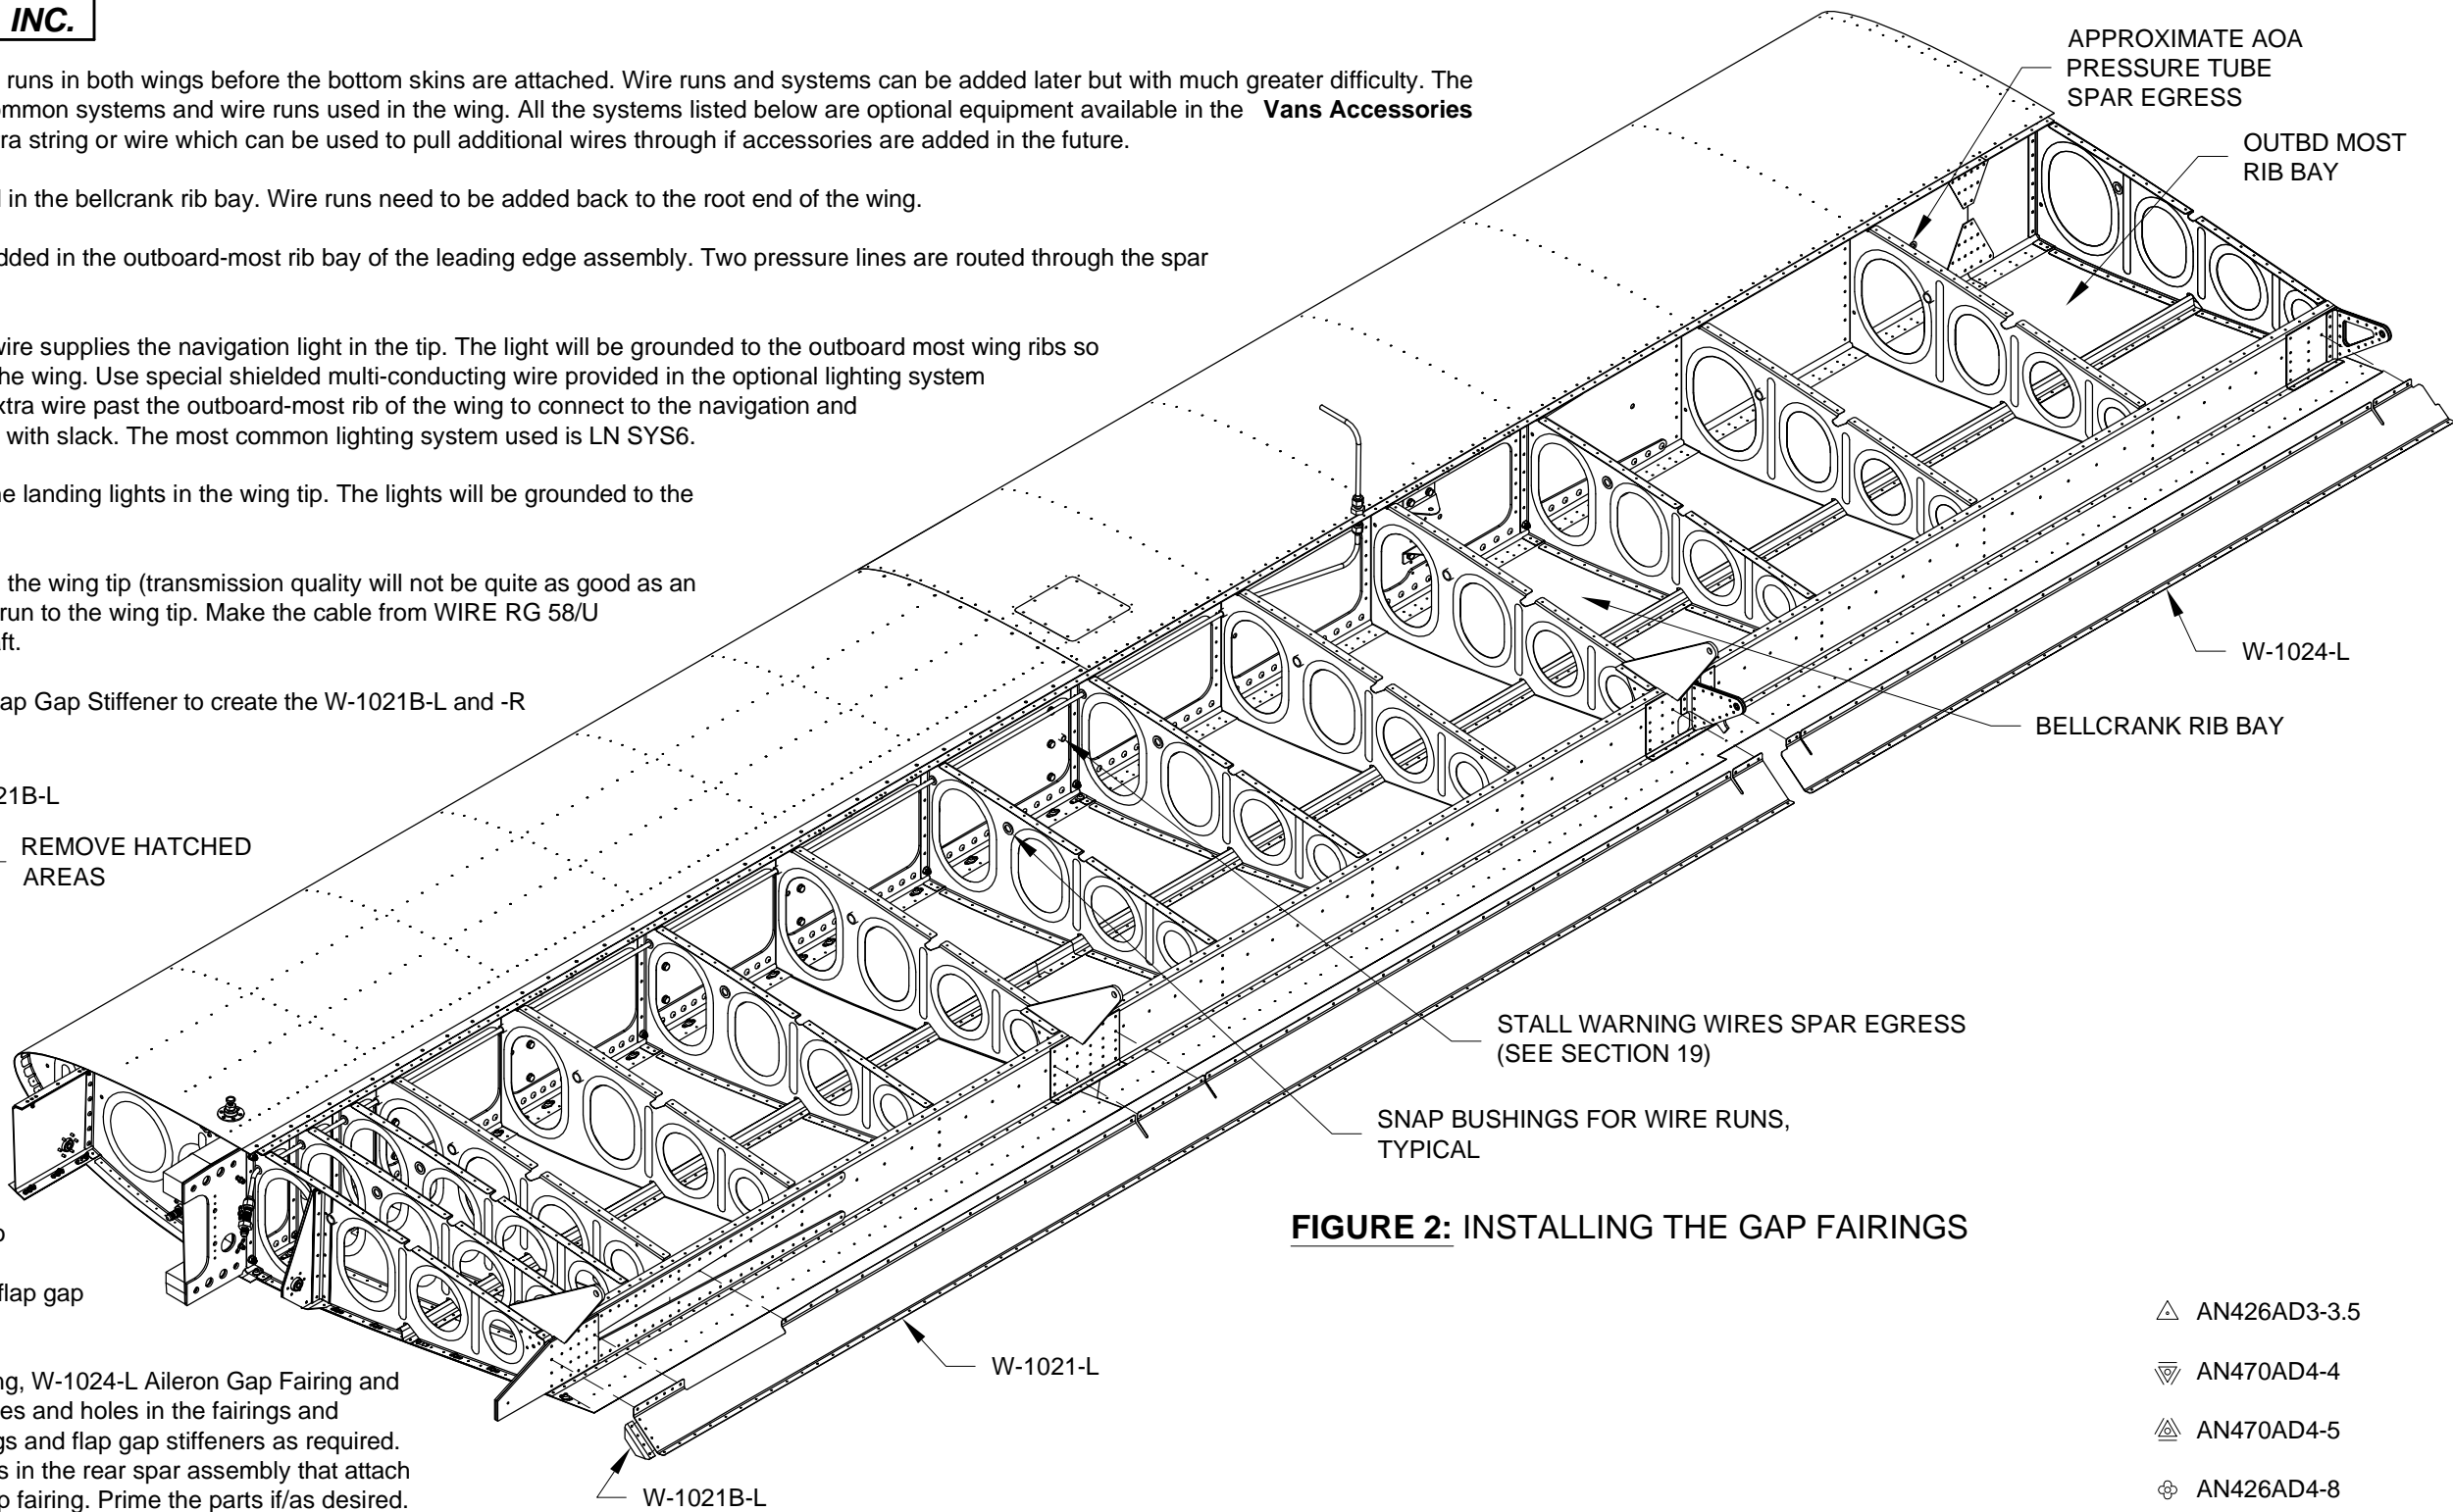 INC.
runs in both wings before the bottom skins are attached. Wire runs and systems can be added later but with much greater difficulty. The
mmon systems and wire runs used in the wing. All the systems listed below are optional equipment available in the Vans Accessories
ra string or wire which can be used to pull additional wires through if accessories are added in the future.
in the bellcrank rib bay. Wire runs need to be added back to the root end of the wing.
dded in the outboard-most rib bay of the leading edge assembly. Two pressure lines are routed through the spar
wire supplies the navigation light in the tip. The light will be grounded to the outboard most wing ribs so
he wing. Use special shielded multi-conducting wire provided in the optional lighting system
xtra wire past the outboard-most rib of the wing to connect to the navigation and
with slack. The most common lighting system used is LN SYS6.
ne landing lights in the wing tip. The lights will be grounded to the
the wing tip (transmission quality will not be quite as good as an
run to the wing tip. Make the cable from WIRE RG 58/U
aft.
ap Gap Stiffener to create the W-1021B-L and -R
21B-L
REMOVE HATCHED
AREAS
flap gap
ng, W-1024-L Aileron Gap Fairing and
es and holes in the fairings and
gs and flap gap stiffeners as required.
s in the rear spar assembly that attach
p fairing. Prime the parts if/as desired.
APPROXIMATE AOA
PRESSURE TUBE
SPAR EGRESS
OUTBD MOST
RIB BAY
W-1024-L
BELLCRANK RIB BAY
STALL WARNING WIRES SPAR EGRESS
(SEE SECTION 19)
SNAP BUSHINGS FOR WIRE RUNS,
TYPICAL
FIGURE 2: INSTALLING THE GAP FAIRINGS
W-1021-L
W-1021B-L
AN426AD3-3.5
AN470AD4-4
AN470AD4-5
AN426AD4-8